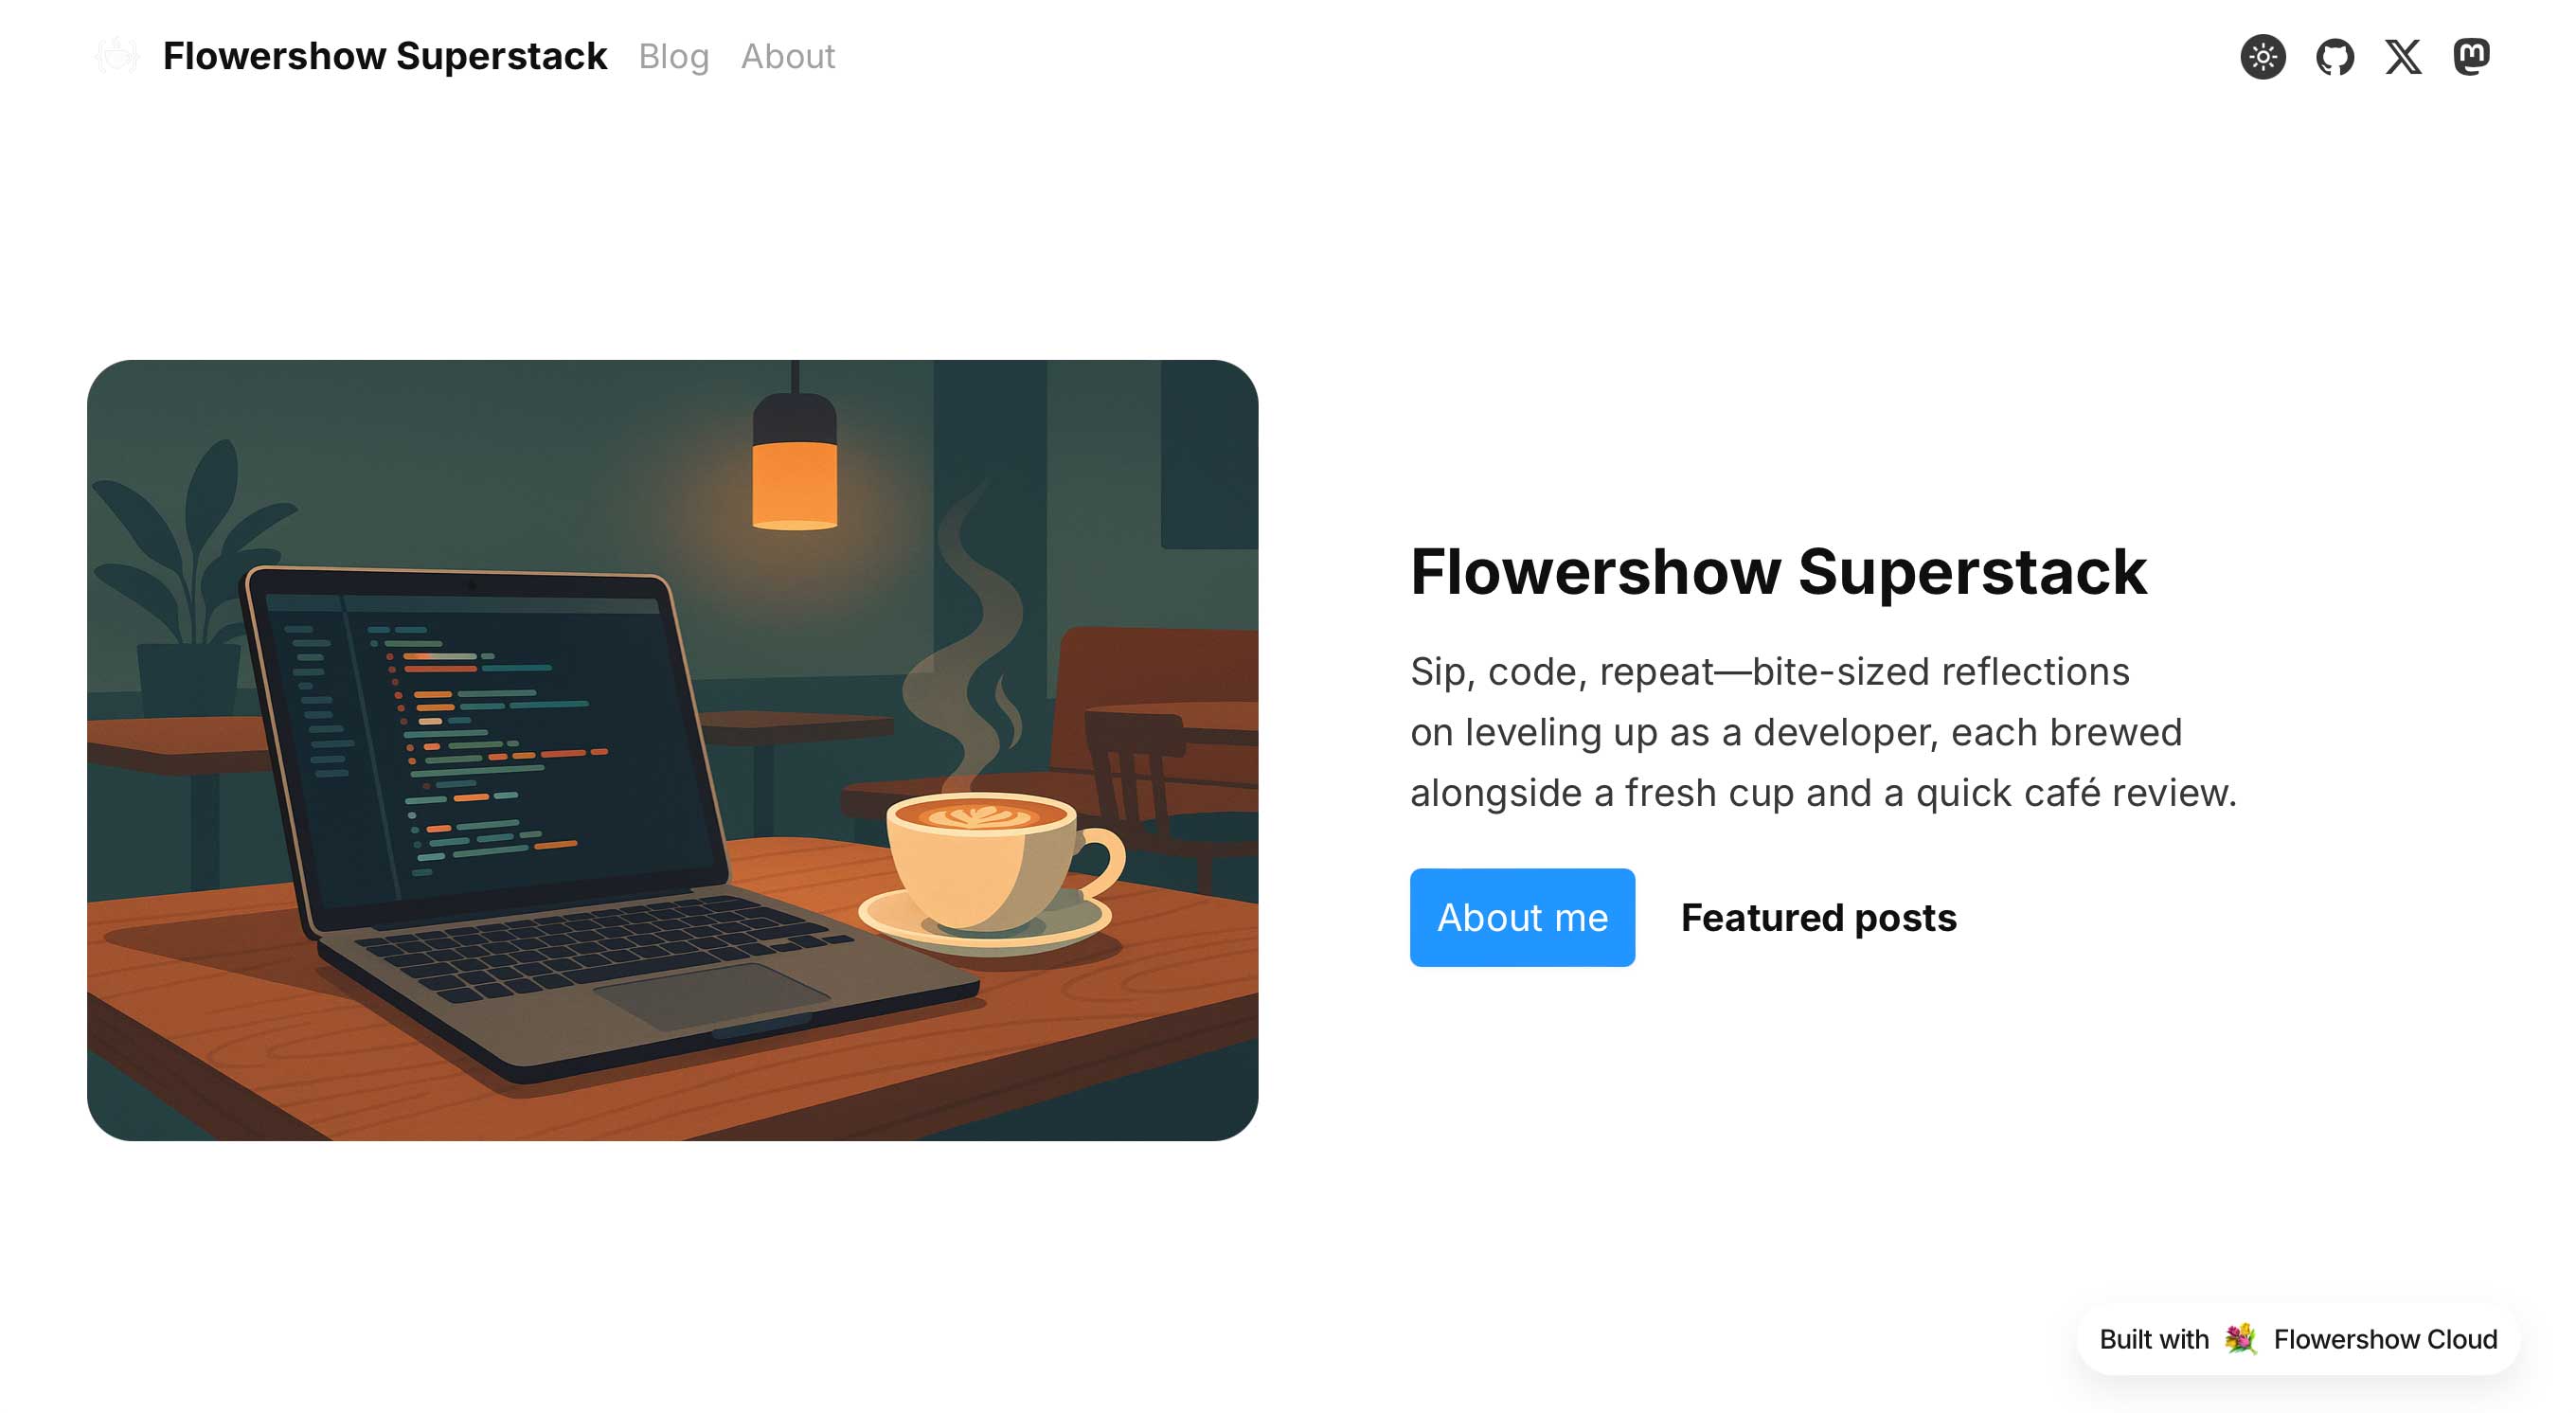 Flowershow Superstack
Blog
About
Flowershow Superstack
Sip, code, repeat—bite-sized reflections
on leveling up as a developer, each brewed
alongside a fresh cup and a quick café review.
About me
Featured posts
Built with 💐 Flowershow Cloud